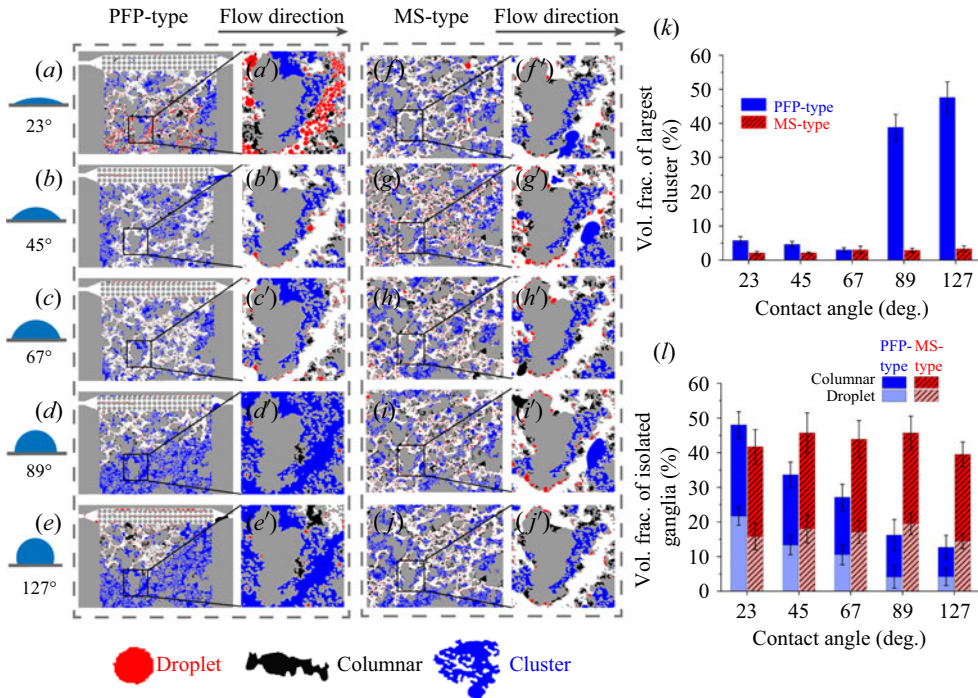 PFP-type
Flow direction
MS-type
Flow direction
(a)
23°
(a′)
(f)
(f′)
(b)
45°
(b′)
(g)
(g′)
(c)
67°
(c′)
(h)
(h′)
(d)
89°
(d′)
(i)
(i′)
(e)
127°
(e′)
(j)
(j′)
Droplet
Columnar
Cluster
(k)
60
50
40
30
20
10
0
Vol. frac. of largest
cluster (%)
PFP-type
MS-type
23 45 67 89 127
Contact angle (deg.)
(l)
PFP- MS-
type type
Columnar
Droplet
60
50
40
30
20
10
0
Vol. frac. of isolated
ganglia (%)
23 45 67 89 127
Contact angle (deg.)